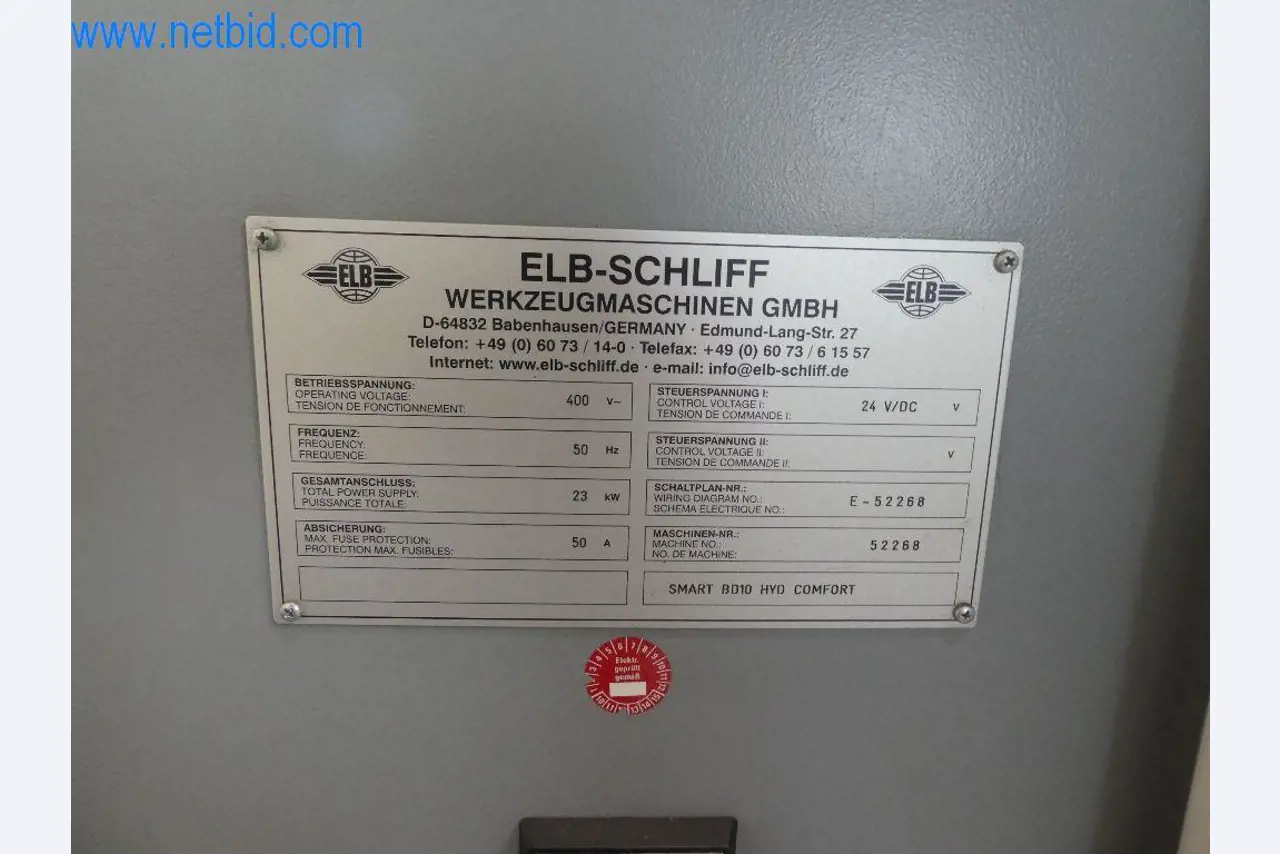 www.netbid.com
ELB
ELB-SCHLIFF
ELB
WERKZEUGMASCHINEN GMBH
D-64832 Babenhausen/GERMANY · Edmund-Lang-Str. 27
Telefon: +49 (0) 60 73 / 14-0 · Telefax: +49 (0) 60 73 / 6 15 57
Internet: www.elb-schliff.de · e-mail: info@elb-schliff.de
BETRIEBSSPANNUNG:
OPERATING VOLTAGE:
TENSION DE FONCTIONNEMENT:
400 V~
FREQUENZ:
FREQUENCY:
FREQUENCE:
50 Hz
GESAMTANSCHLUSS:
TOTAL POWER SUPPLY:
PUISSANCE TOTALE:
23 kW
ABSICHERUNG:
MAX. FUSE PROTECTION:
PROTECTION MAX. FUSIBLES:
50 A
STEUERSPANNUNG I:
CONTROL VOLTAGE I:
TENSION DE COMMANDE I:
24 V/DC V
STEUERSPANNUNG II:
CONTROL VOLTAGE II:
TENSION DE COMMANDE II:
V
SCHALTPLAN-NR.:
WIRING DIAGRAM NO.:
SCHEMA ELECTRIQUE NO.:
E-52268
MASCHINEN-NR.:
MACHINE NO.:
NO. DE MACHINE:
52268
SMART BD10 HYD COMFORT
Elektr.
geprüft
gemäß